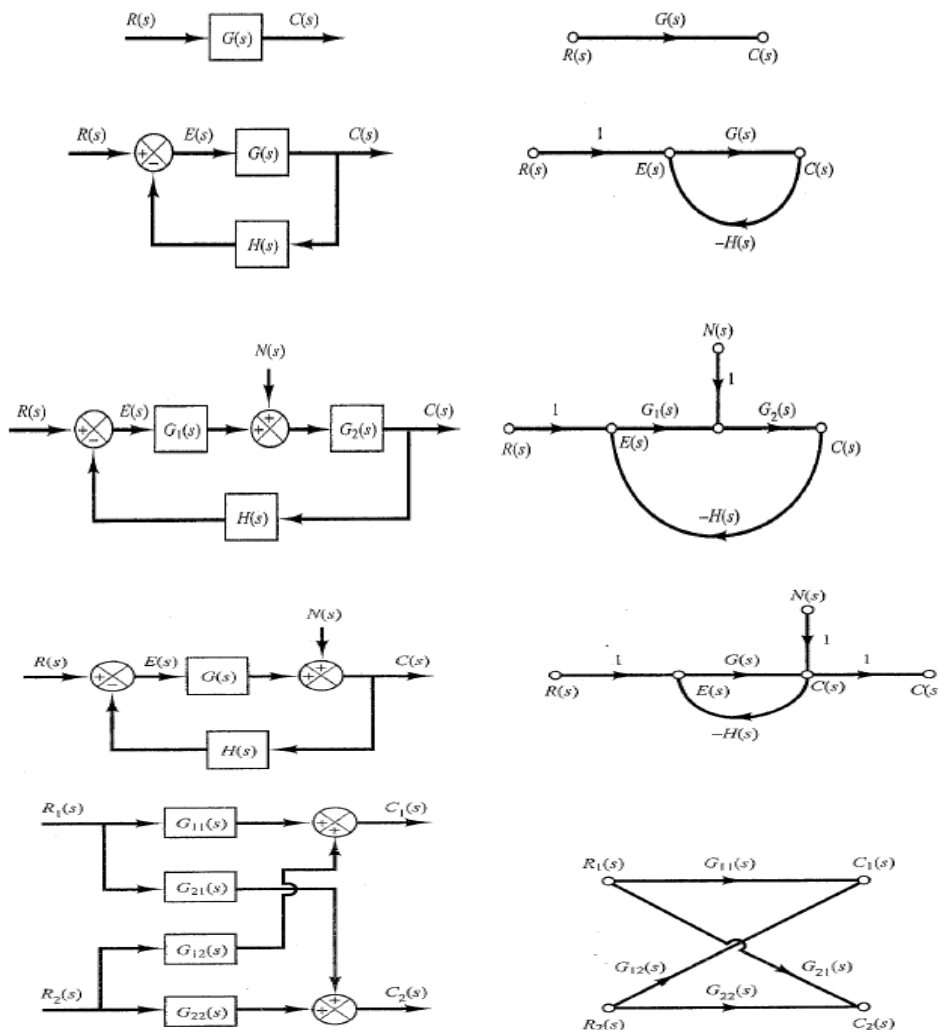 R(s) G(s) C(s)
G(s)
R(s) C(s)
R(s) + − E(s) G(s) C(s)
H(s)
1 G(s)
R(s) E(s) C(s)
−H(s)
N(s)
R(s) + − E(s) G₁(s) + + G₂(s) C(s)
H(s)
N(s)
1
1 G₁(s) G₂(s)
R(s) E(s) C(s)
−H(s)
N(s)
R(s) + − E(s) G(s) + + C(s)
H(s)
N(s)
1
1 G(s) 1
R(s) E(s) C(s) C(s
−H(s)
R₁(s) G₁₁(s) + + C₁(s)
G₂₁(s)
G₁₂(s)
R₂(s) G₂₂(s) + + C₂(s)
R₁(s) G₁₁(s) C₁(s)
G₁₂(s) G₂₁(s)
G₂₂(s)
R₂(s) C₂(s)